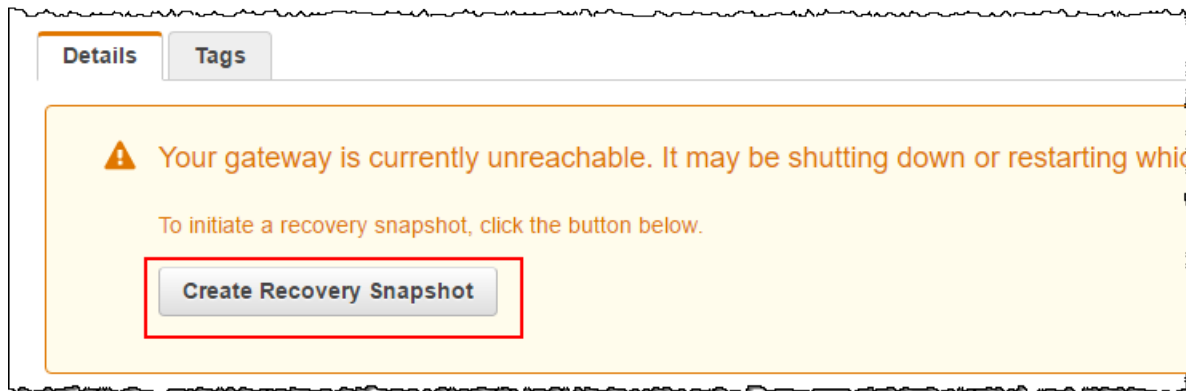 Details Tags
Your gateway is currently unreachable. It may be shutting down or restarting
To initiate a recovery snapshot, click the button below.
Create Recovery Snapshot